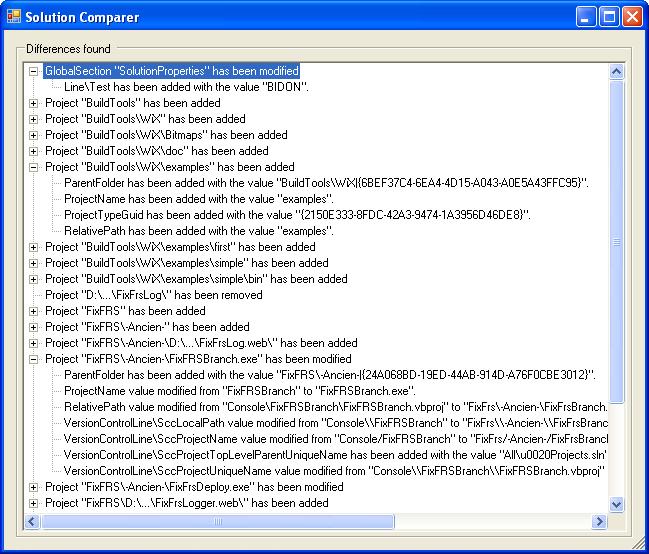 Solution Comparer
Differences found
GlobalSection "SolutionProperties" has been modified
Line\Test has been added with the value "BIDON".
Project "BuildTools" has been added
Project "BuildTools\WiX" has been added
Project "BuildTools\WiX\Bitmaps" has been added
Project "BuildTools\WiX\doc" has been added
Project "BuildTools\WiX\examples" has been added
ParentFolder has been added with the value "BuildTools\WiX|{6BEF37C4-6EA4-4D15-A043-A0E5A43FFC95}".
ProjectName has been added with the value "examples".
ProjectTypeGuid has been added with the value "{2150E333-8FDC-42A3-9474-1A3956D46DE8}".
RelativePath has been added with the value "examples".
Project "BuildTools\WiX\examples\first" has been added
Project "BuildTools\WiX\examples\simple" has been added
Project "BuildTools\WiX\examples\simple\bin" has been added
Project "D:\...\FixFrsLog\" has been removed
Project "FixFRS" has been added
Project "FixFRS\-Ancien-" has been added
Project "FixFRS\-Ancien-\D:\...\FixFrsLog.web\" has been added
Project "FixFRS\-Ancien-\FixFRSBranch.exe" has been modified
ParentFolder has been added with the value "FixFRS\-Ancien-|{24A068BD-19ED-44AB-914D-A76F0CBE3012}".
ProjectName value modified from "FixFRSBranch" to "FixFRSBranch.exe".
RelativePath value modified from "Console\FixFRSBranch\FixFRSBranch.vbproj" to "FixFrs\-Ancien-\FixFrsBranch.
VersionControlLine\SccLocalPath value modified from "Console\\FixFRSBranch" to "FixFrs\\-Ancien-\\FixFrsBranc
VersionControlLine\SccProjectName value modified from "Console/FixFRSBranch" to "FixFrs/-Ancien-/FixFrsBranch
VersionControlLine\SccProjectTopLevelParentUniqueName has been added with the value "All\u0020Projects.sln"
VersionControlLine\SccProjectUniqueName value modified from "Console\\FixFRSBranch\\FixFRSBranch.vbproj"
Project "FixFRS\-Ancien-\FixFrsDeploy.exe" has been modified
Project "FixFRS\D:\...\FixFrsLogger.web\" has been added